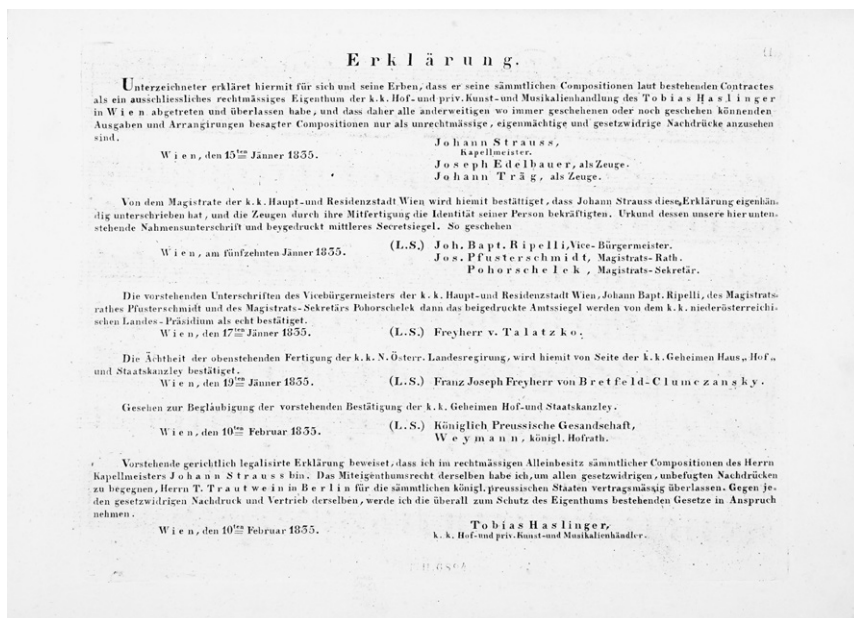 11
Erklärung.
Unterzeichneter erkläret hiermit für sich und seine Erben, dass er seine sämmtlichen Compositionen laut bestehenden Contractes
als ein ausschliessliches rechtmässiges Eigenthum der k.k. Hof- und priv. Kunst- und Musikalienhandlung des Tobias Haslinger
in Wien abgetreten und überlassen habe, und dass daher alle anderweitigen wo immer geschehenen oder noch geschehen könnenden
Ausgaben und Arrangirungen besagter Compositionen nur als unrechtmässige, eigenmächtige und gesetzwidrige Nachdrücke anzusehen
sind.
Johann Strauss,
Kapellmeister.
Wien, den 15ten Jänner 1835.
Joseph Edelbauer, als Zeuge.
Johann Träg, als Zeuge.
Von dem Magistrate der k.k. Haupt- und Residenzstadt Wien wird hiemit bestättiget, dass Johann Strauss diese Erklärung eigenhän-
dig unterschrieben hat, und die Zeugen durch ihre Mitfertigung die Identität seiner Person bekräftigten. Urkund dessen unsere hier unten-
stehende Nahmensunterschrift und beygedruckt mittleres Secretsiegel. So geschehen
Wien, am fünfzehnten Jänner 1835.
(L.S.) Joh. Bapt. Ripelli, Vice-Bürgermeister.
Jos. Pfusterschmidt, Magistrats-Rath.
Pohorschelek, Magistrats-Sekretär.
Die vorstehenden Unterschriften des Vicebürgermeisters der k.k. Haupt- und Residenzstadt Wien, Johann Bapt. Ripelli, des Magistrats-
rathes Pfusterschmidt und des Magistrats-Sekretärs Pohorschelek dann das beigedruckte Amtssiegel werden von dem k.k. niederösterreichi-
schen Landes-Präsidium als echt bestätiget.
Wien, den 17ten Jänner 1835. (L.S.) Freyherr v. Talatzko.
Die Ächtheit der obenstehenden Fertigung der k.k. N. Österr. Landesregirung, wird hiemit von Seite der k.k. Geheimen Haus„ Hof„
und Staatskanzley bestätiget.
Wien, den 19ten Jänner 1835. (L.S.) Franz Joseph Freyherr von Bretfeld-Clumczansky.
Gesehen zur Begläubigung der vorstehenden Bestätigung der k.k. Geheimen Hof- und Staatskanzley.
Wien, den 10ten Februar 1835. (L.S.) Königlich Preussische Gesandschaft,
Weymann, königl. Hofrath.
Vorstehende gerichtlich legalisirte Erklärung beweiset, dass ich im rechtmässigen Alleinbesitz sämmtlicher Compositionen des Herrn
Kapellmeisters Johann Strauss bin. Das Miteigenthumsrecht derselben habe ich, um allen gesetzwidrigen, unbefugten Nachdrücken
zu begegnen, Herrn T. Trautwein in Berlin für die sämmtlichen königl. preussischen Staaten vertragsmässig überlassen. Gegen je-
den gesetzwidrigen Nachdruck und Vertrieb derselben, werde ich die überall zum Schutz des Eigenthums bestehenden Gesetze in Anspruch
nehmen.
Wien, den 10ten Februar 1835.
Tobias Haslinger,
k.k. Hof- und priv. Kunst- und Musikalienhändler.